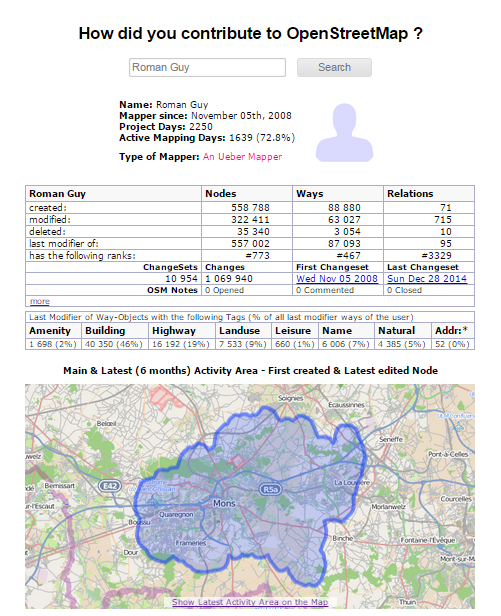 How did you contribute to OpenStreetMap ?
Roman Guy Search
Name: Roman Guy
Mapper since: November 05th, 2008
Project Days: 2250
Active Mapping Days: 1639 (72.8%)
Type of Mapper: An Ueber Mapper
Roman Guy Nodes Ways Relations
created: 558 788 88 880 71
modified: 322 411 63 027 715
deleted: 35 340 3 054 10
last modifier of: 557 002 87 093 95
has the following ranks: #773 #467 #3329
ChangeSets Changes First Changeset Last Changeset
10 954 1 069 940 Wed Nov 05 2008 Sun Dec 28 2014
OSM Notes 0 Opened 0 Commented 0 Closed
more
Last Modifier of Way-Objects with the following Tags (% of all last modifier ways of the user)
Amenity Building Highway Landuse Leisure Name Natural Addr:*
1 698 (2%) 40 350 (46%) 16 192 (19%) 7 533 (9%) 660 (1%) 6 006 (7%) 4 385 (5%) 52 (0%)
Main & Latest (6 months) Activity Area - First created & Latest edited Node
Soignies
Écaussinnes
Belœil
Seneffe
Pont-à-Celles
E42
Bernissart
R5a
La Louvière
Courcelles
Mons
Morlanwelz
Quaregnon
Boussu
Binche
Fontaine-l'Évêque
Frameries
Dour
Thuin
Show Latest Activity Area on the Map